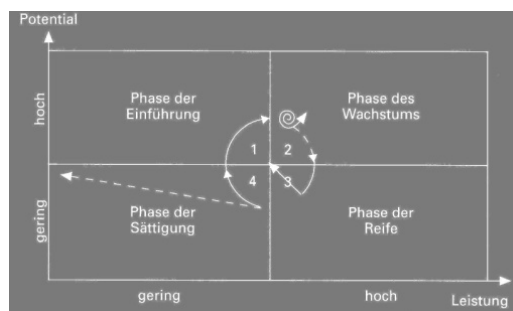 Potential
hoch
Phase der
Einführung
Phase des
Wachstums
1
2
4
3
gering
Phase der
Sättigung
Phase der
Reife
gering
hoch
Leistung